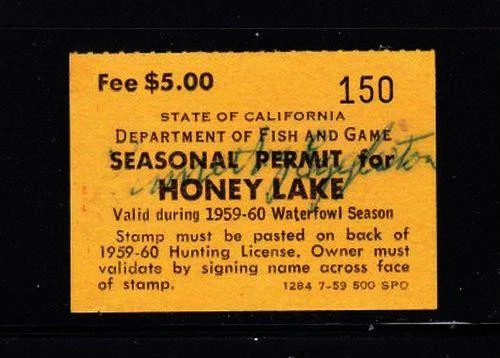 Fee $5.00
150
STATE OF CALIFORNIA
DEPARTMENT OF FISH AND GAME
SEASONAL PERMIT for
HONEY LAKE
Valid during 1959-60 Waterfowl Season
Stamp must be pasted on back of
1959-60 Hunting License. Owner must
validate by signing name across face
of stamp.
1284 7-59 500 SPO